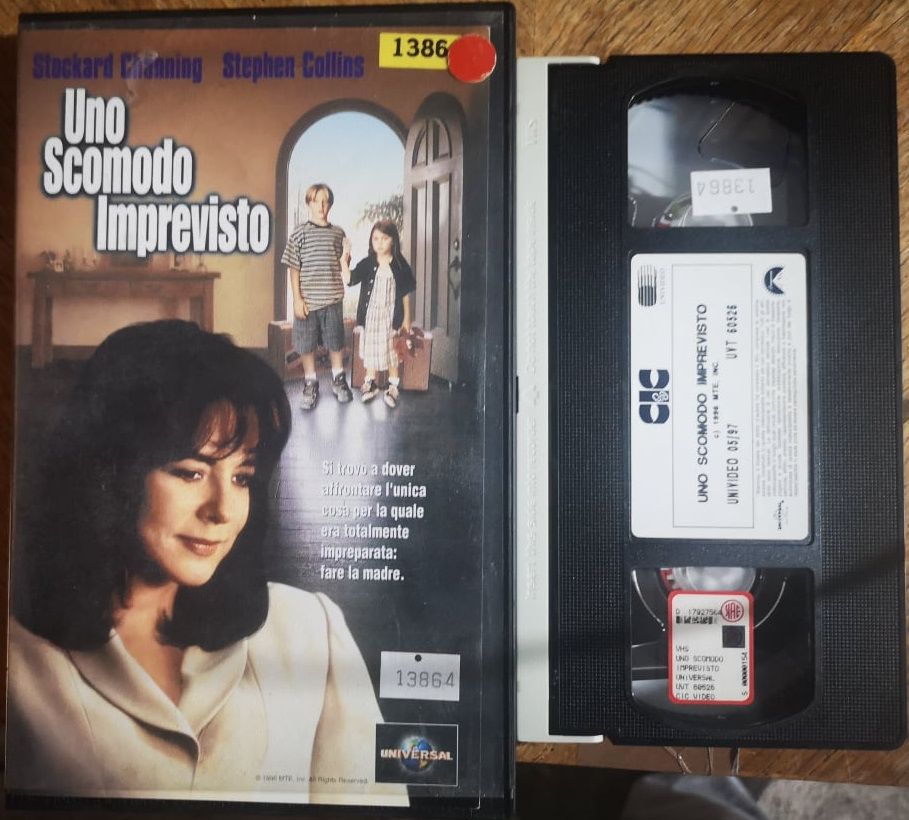 Stockard Channing Stephen Collins
1386
Uno
Scomodo
Imprevisto
Si trovò a dover
affrontare l'unica
cosa per la quale
era totalmente
impreparata:
fare la madre.
13864
UNIVERSAL
© 1996 MTE, Inc. All Rights Reserved.
13864
UNIVIDEO
CIC
UNO SCOMODO IMPREVISTO
(c) 1996 MTE, INC.
UNIVIDEO 05/97 UVT 60526
VHS
UNO SCOMODO
IMPREVISTO
UNIVERSAL
UVT 60526
CIC VIDEO